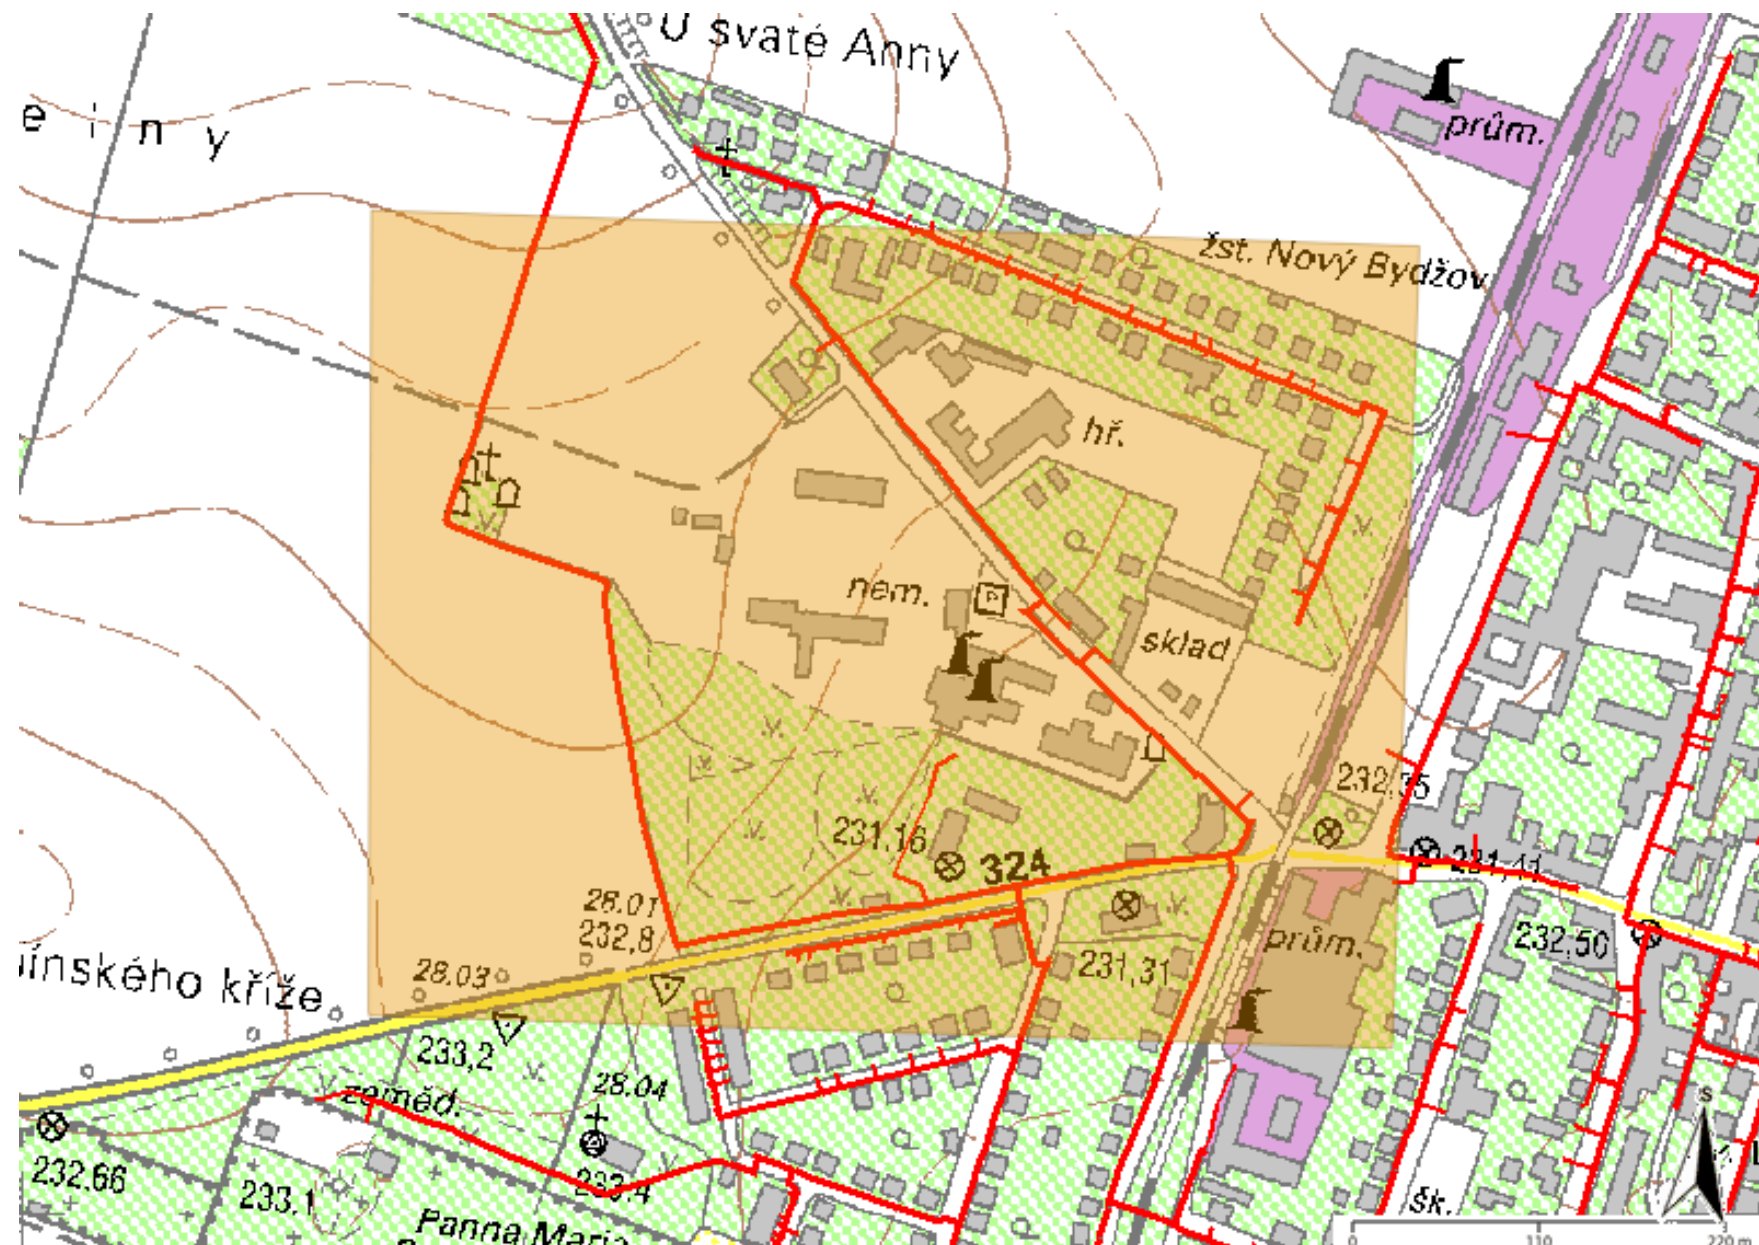 U svaté Anny
e i n y
prům.
žst. Nový Bydžov
hř.
nem.
sklad
232,35
231,16
324
231,41
28.01
232,8
232,50
prům.
231,31
28.03
ínského kříže
233,2
28.04
zeměd.
232.66
233.1
233.4
šk.
Panna Maria
S
0 110 220 m